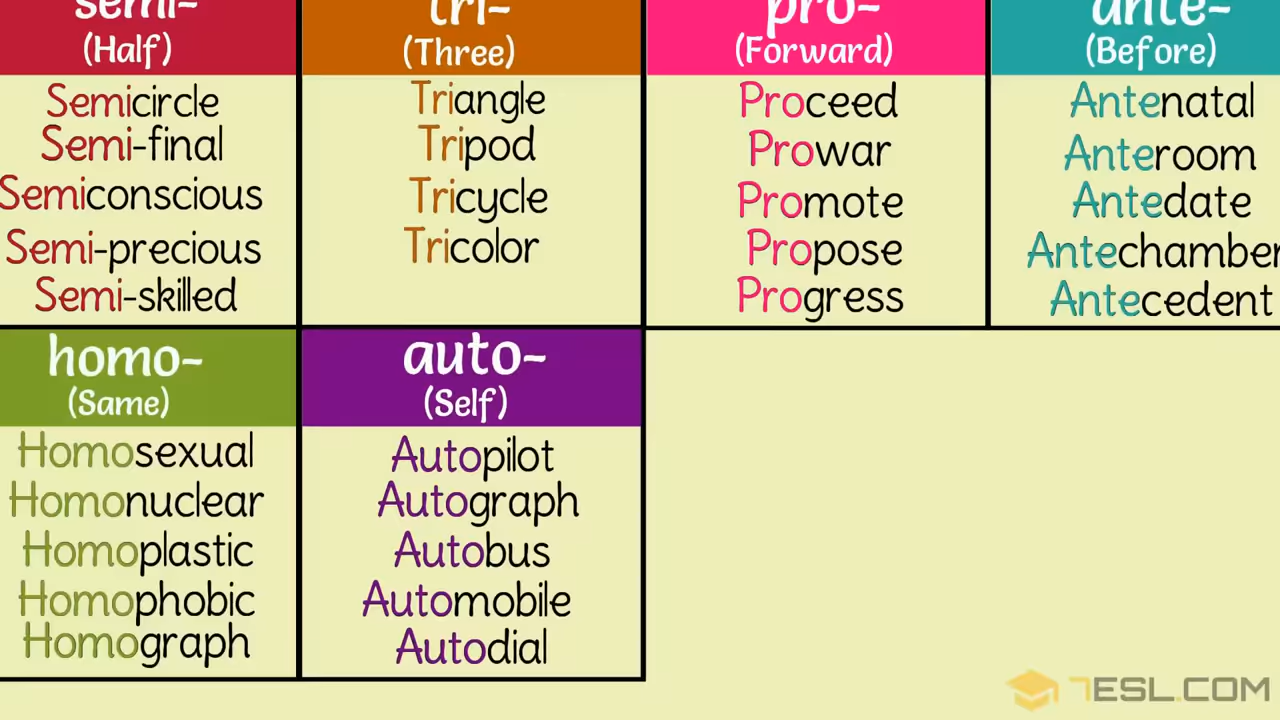 semi-
(Half)
Semicircle
Semi-final
Semiconscious
Semi-precious
Semi-skilled
tri-
(Three)
Triangle
Tripod
Tricycle
Tricolor
pro-
(Forward)
Proceed
Prowar
Promote
Propose
Progress
ante-
(Before)
Antenatal
Anteroom
Antedate
Antechamber
Antecedent
homo-
(Same)
Homosexual
Homonuclear
Homoplastic
Homophobic
Homograph
auto-
(Self)
Autopilot
Autograph
Autobus
Automobile
Autodial
7ESL.COM